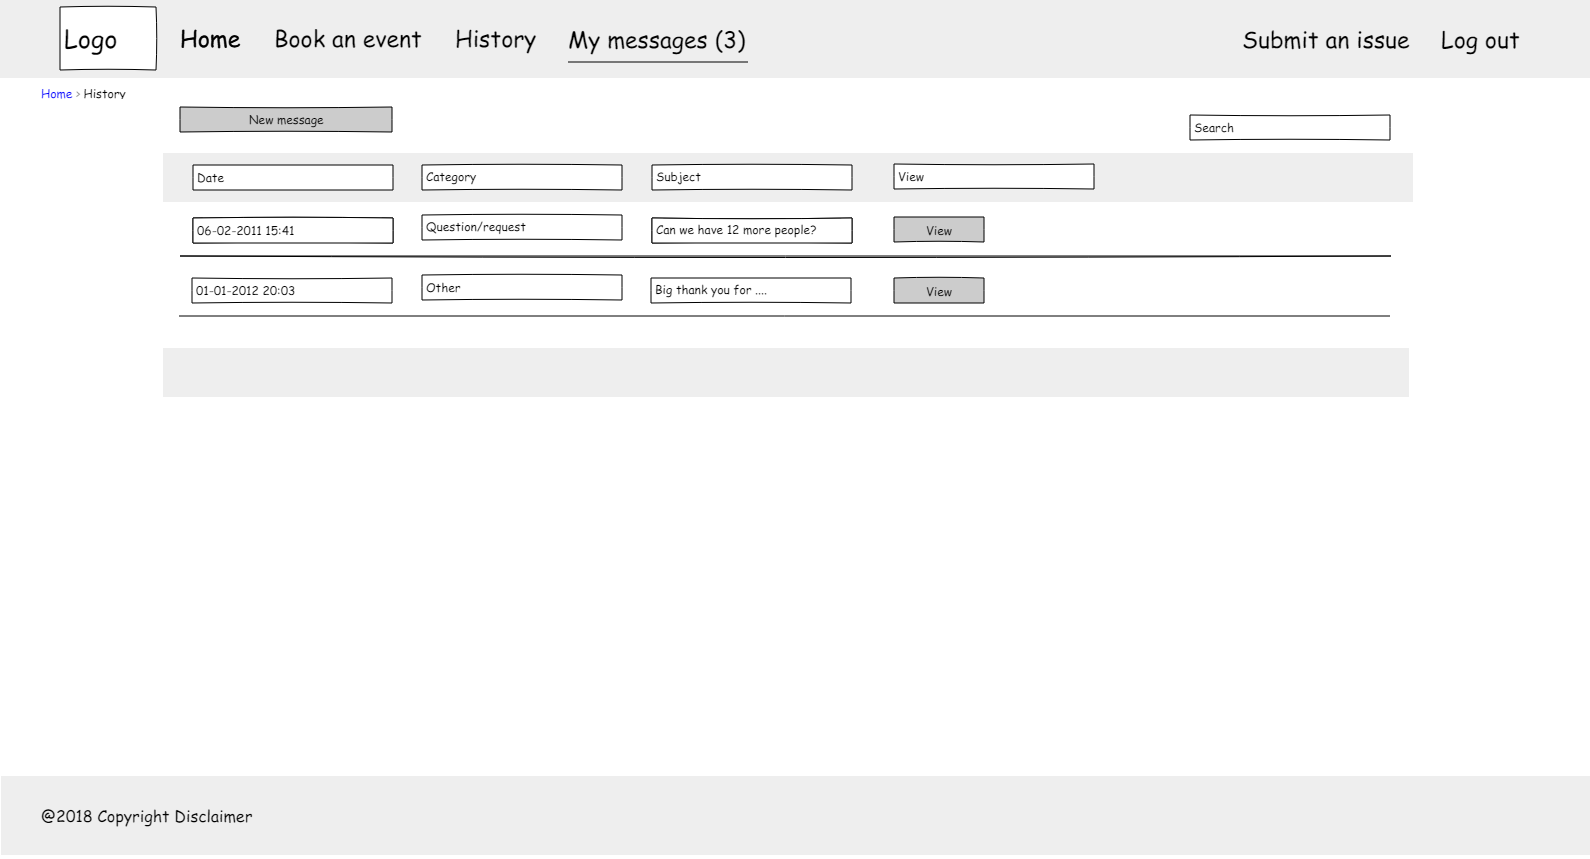 Logo
Home
Book an event
History
My messages (3)
Submit an issue
Log out
Home > History
New message
Search
Date
Category
Subject
View
06-02-2011 15:41
Question/request
Can we have 12 more people?
View
01-01-2012 20:03
Other
Big thank you for ....
View
@2018 Copyright Disclaimer